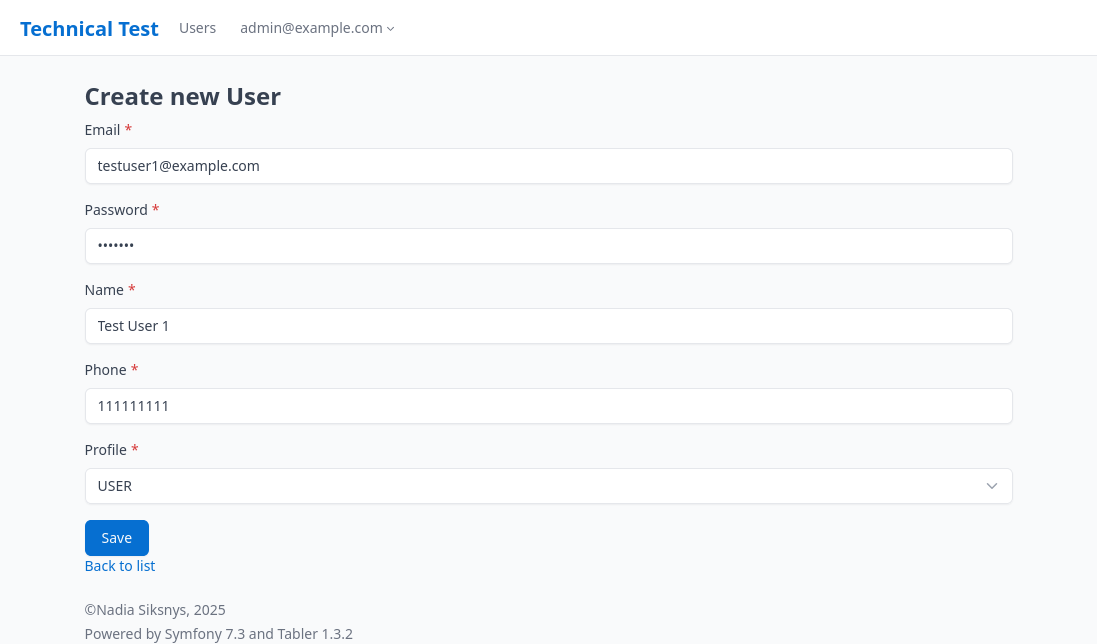 Technical Test Users admin@example.com
Create new User
Email *
testuser1@example.com
Password *
•••••••
Name *
Test User 1
Phone *
111111111
Profile *
USER
Save
Back to list
©Nadia Siksnys, 2025
Powered by Symfony 7.3 and Tabler 1.3.2